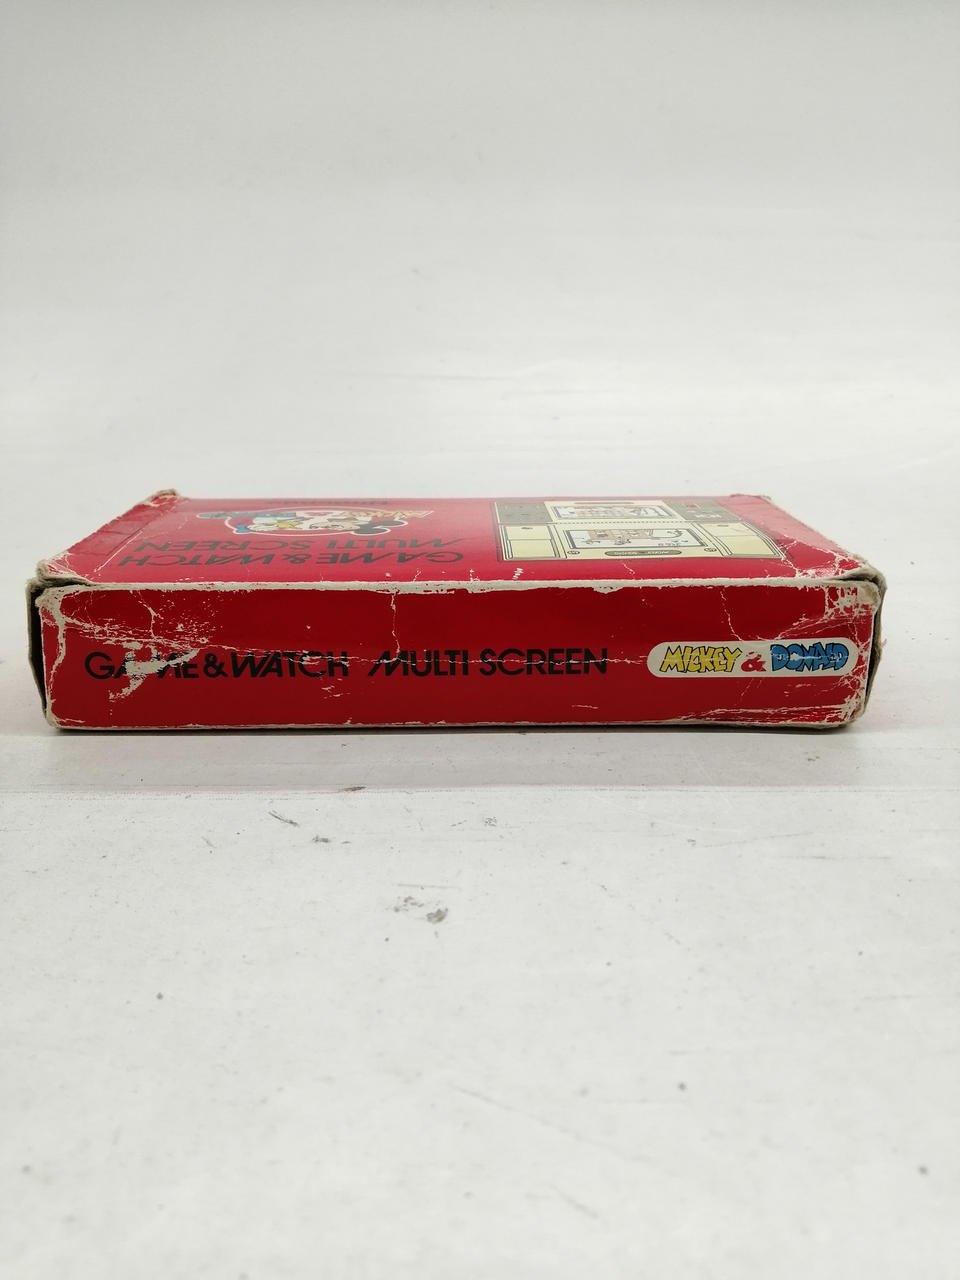 GAME & WATCH
MULTI SCREEN
GAME & WATCH MULTI SCREEN
MICKEY & DONALD